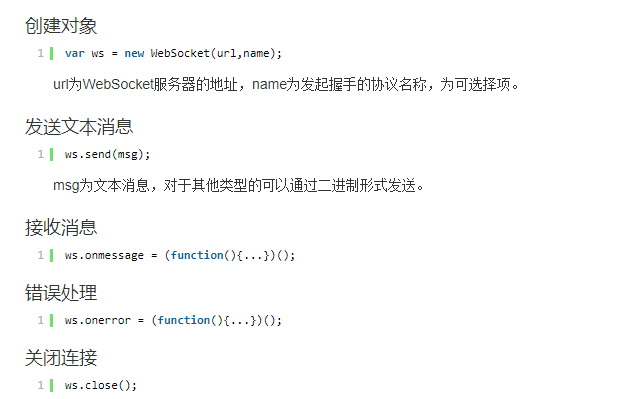 创建对象
1 var ws = new WebSocket(url,name);
url为WebSocket服务器的地址，name为发起握手的协议名称，为可选择项。
发送文本消息
1 ws.send(msg);
msg为文本消息，对于其他类型的可以通过二进制形式发送。
接收消息
1 ws.onmessage = (function(){...})();
错误处理
1 ws.onerror = (function(){...})();
关闭连接
1 ws.close();